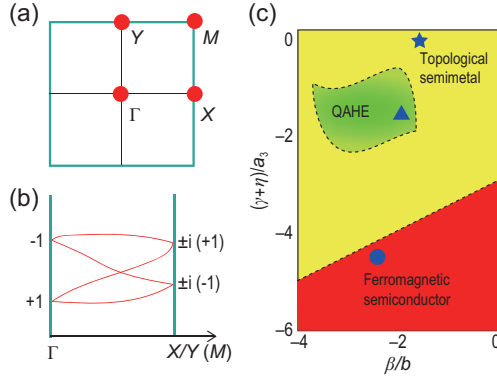 (a)
Y
M
Γ
X
(b)
-1
+1
±i (+1)
±i (-1)
Γ
X/Y (M)
(c)
0
−2
−4
−6
(γ+η)/a₃
Topological
semimetal
QAHE
Ferromagnetic
semiconductor
−4
−2
0
β/b